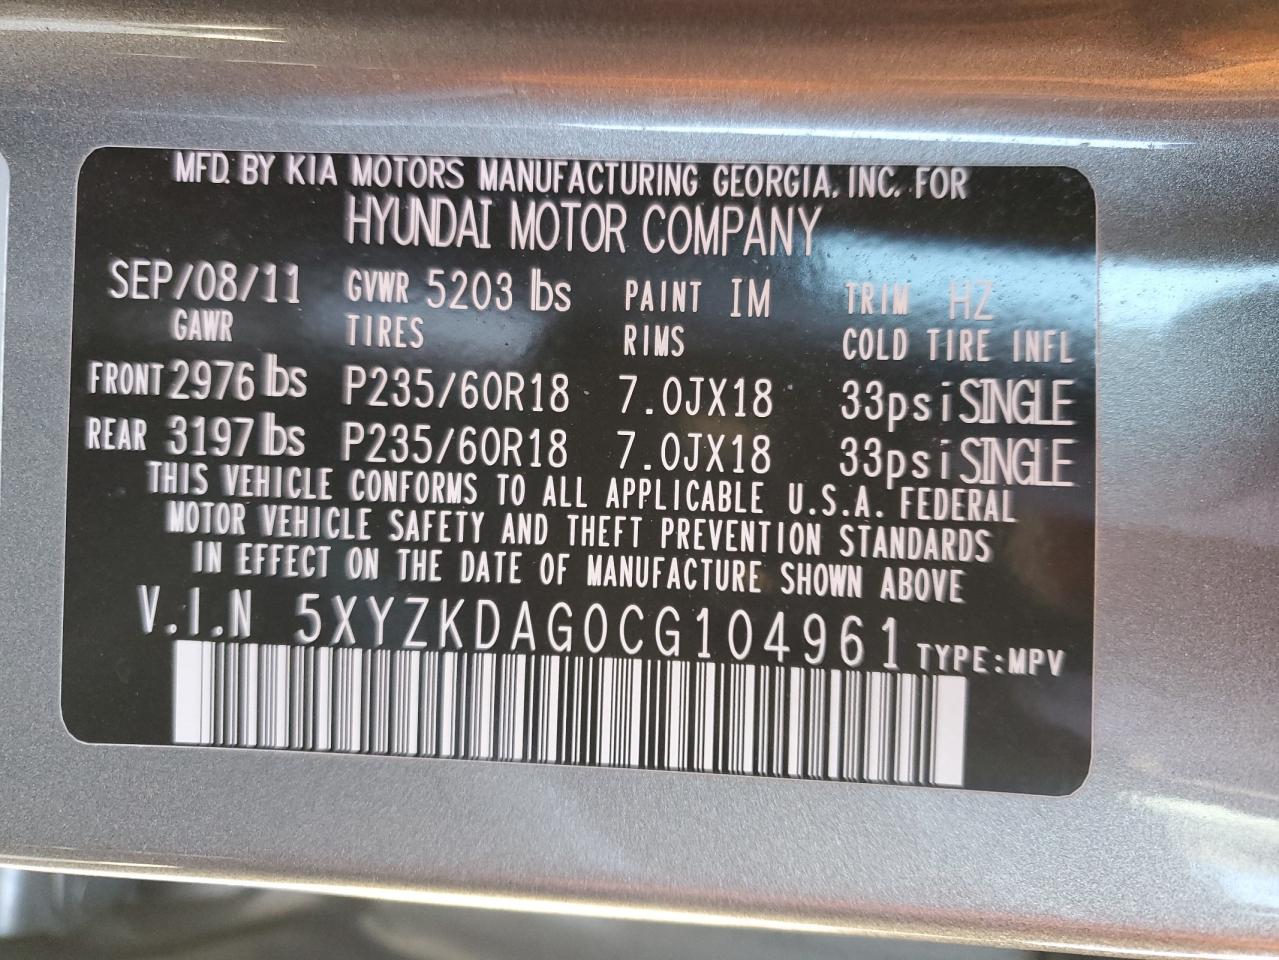 MFD. BY KIA MOTORS MANUFACTURING GEORGIA, INC. FOR
HYUNDAI MOTOR COMPANY
SEP/08/11 GVWR 5203 lbs PAINT IM TRIM HZ
GAWR TIRES RIMS COLD TIRE INFL
FRONT 2976 lbs P235/60R18 7.0JX18 33psi SINGLE
REAR 3197 lbs P235/60R18 7.0JX18 33psi SINGLE
THIS VEHICLE CONFORMS TO ALL APPLICABLE U.S.A. FEDERAL
MOTOR VEHICLE SAFETY AND THEFT PREVENTION STANDARDS
IN EFFECT ON THE DATE OF MANUFACTURE SHOWN ABOVE
V.I.N 5XYZKDAG0CG104961 TYPE:MPV